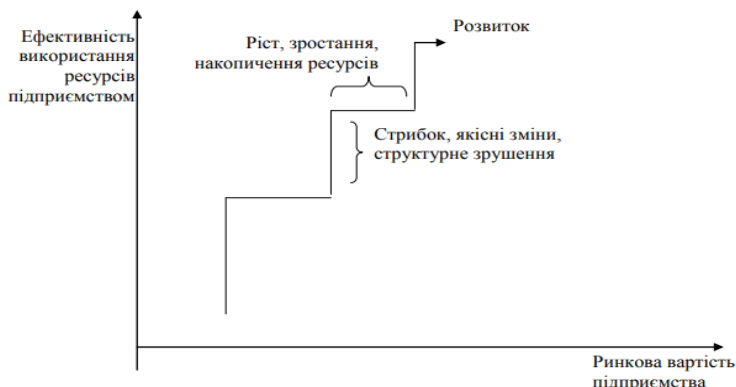 Ефективність
використання
ресурсів
підприємством
Ріст, зростання,
накопичення ресурсів
Розвиток
Стрибок, якісні зміни,
структурне зрушення
Ринкова вартість
підприємства